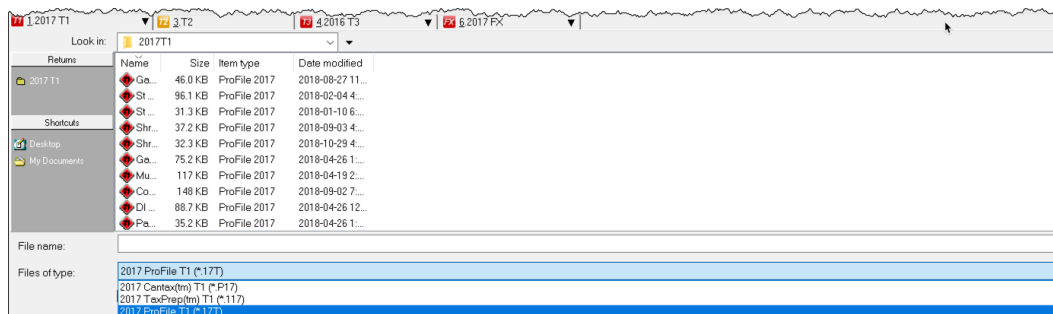 T1 1.2017 T1 T2 3.T2 T3 4.2016 T3 FX 6.2017 FX
Look in: 2017T1
Returns
2017 T1
Shortcuts
Desktop
My Documents
Name Size Item type Date modified
Ga... 46.0 KB ProFile 2017 2018-08-27 11...
St ... 96.1 KB ProFile 2017 2018-02-04 4:...
St ... 31.3 KB ProFile 2017 2018-01-10 6:...
Shr... 37.2 KB ProFile 2017 2018-09-03 4:...
Shr... 32.3 KB ProFile 2017 2018-10-29 4:...
Ga... 75.2 KB ProFile 2017 2018-04-26 1:...
Mu... 117 KB ProFile 2017 2018-04-19 2:...
Co... 148 KB ProFile 2017 2018-09-02 7:...
DI ... 88.7 KB ProFile 2017 2018-04-26 12...
Pa... 35.2 KB ProFile 2017 2018-04-26 1:...
File name:
Files of type: 2017 ProFile T1 (*.17T)
2017 Cantax(tm) T1 (*.P17)
2017 TaxPrep(tm) T1 (*.117)
2017 ProFile T1 (*.17T)